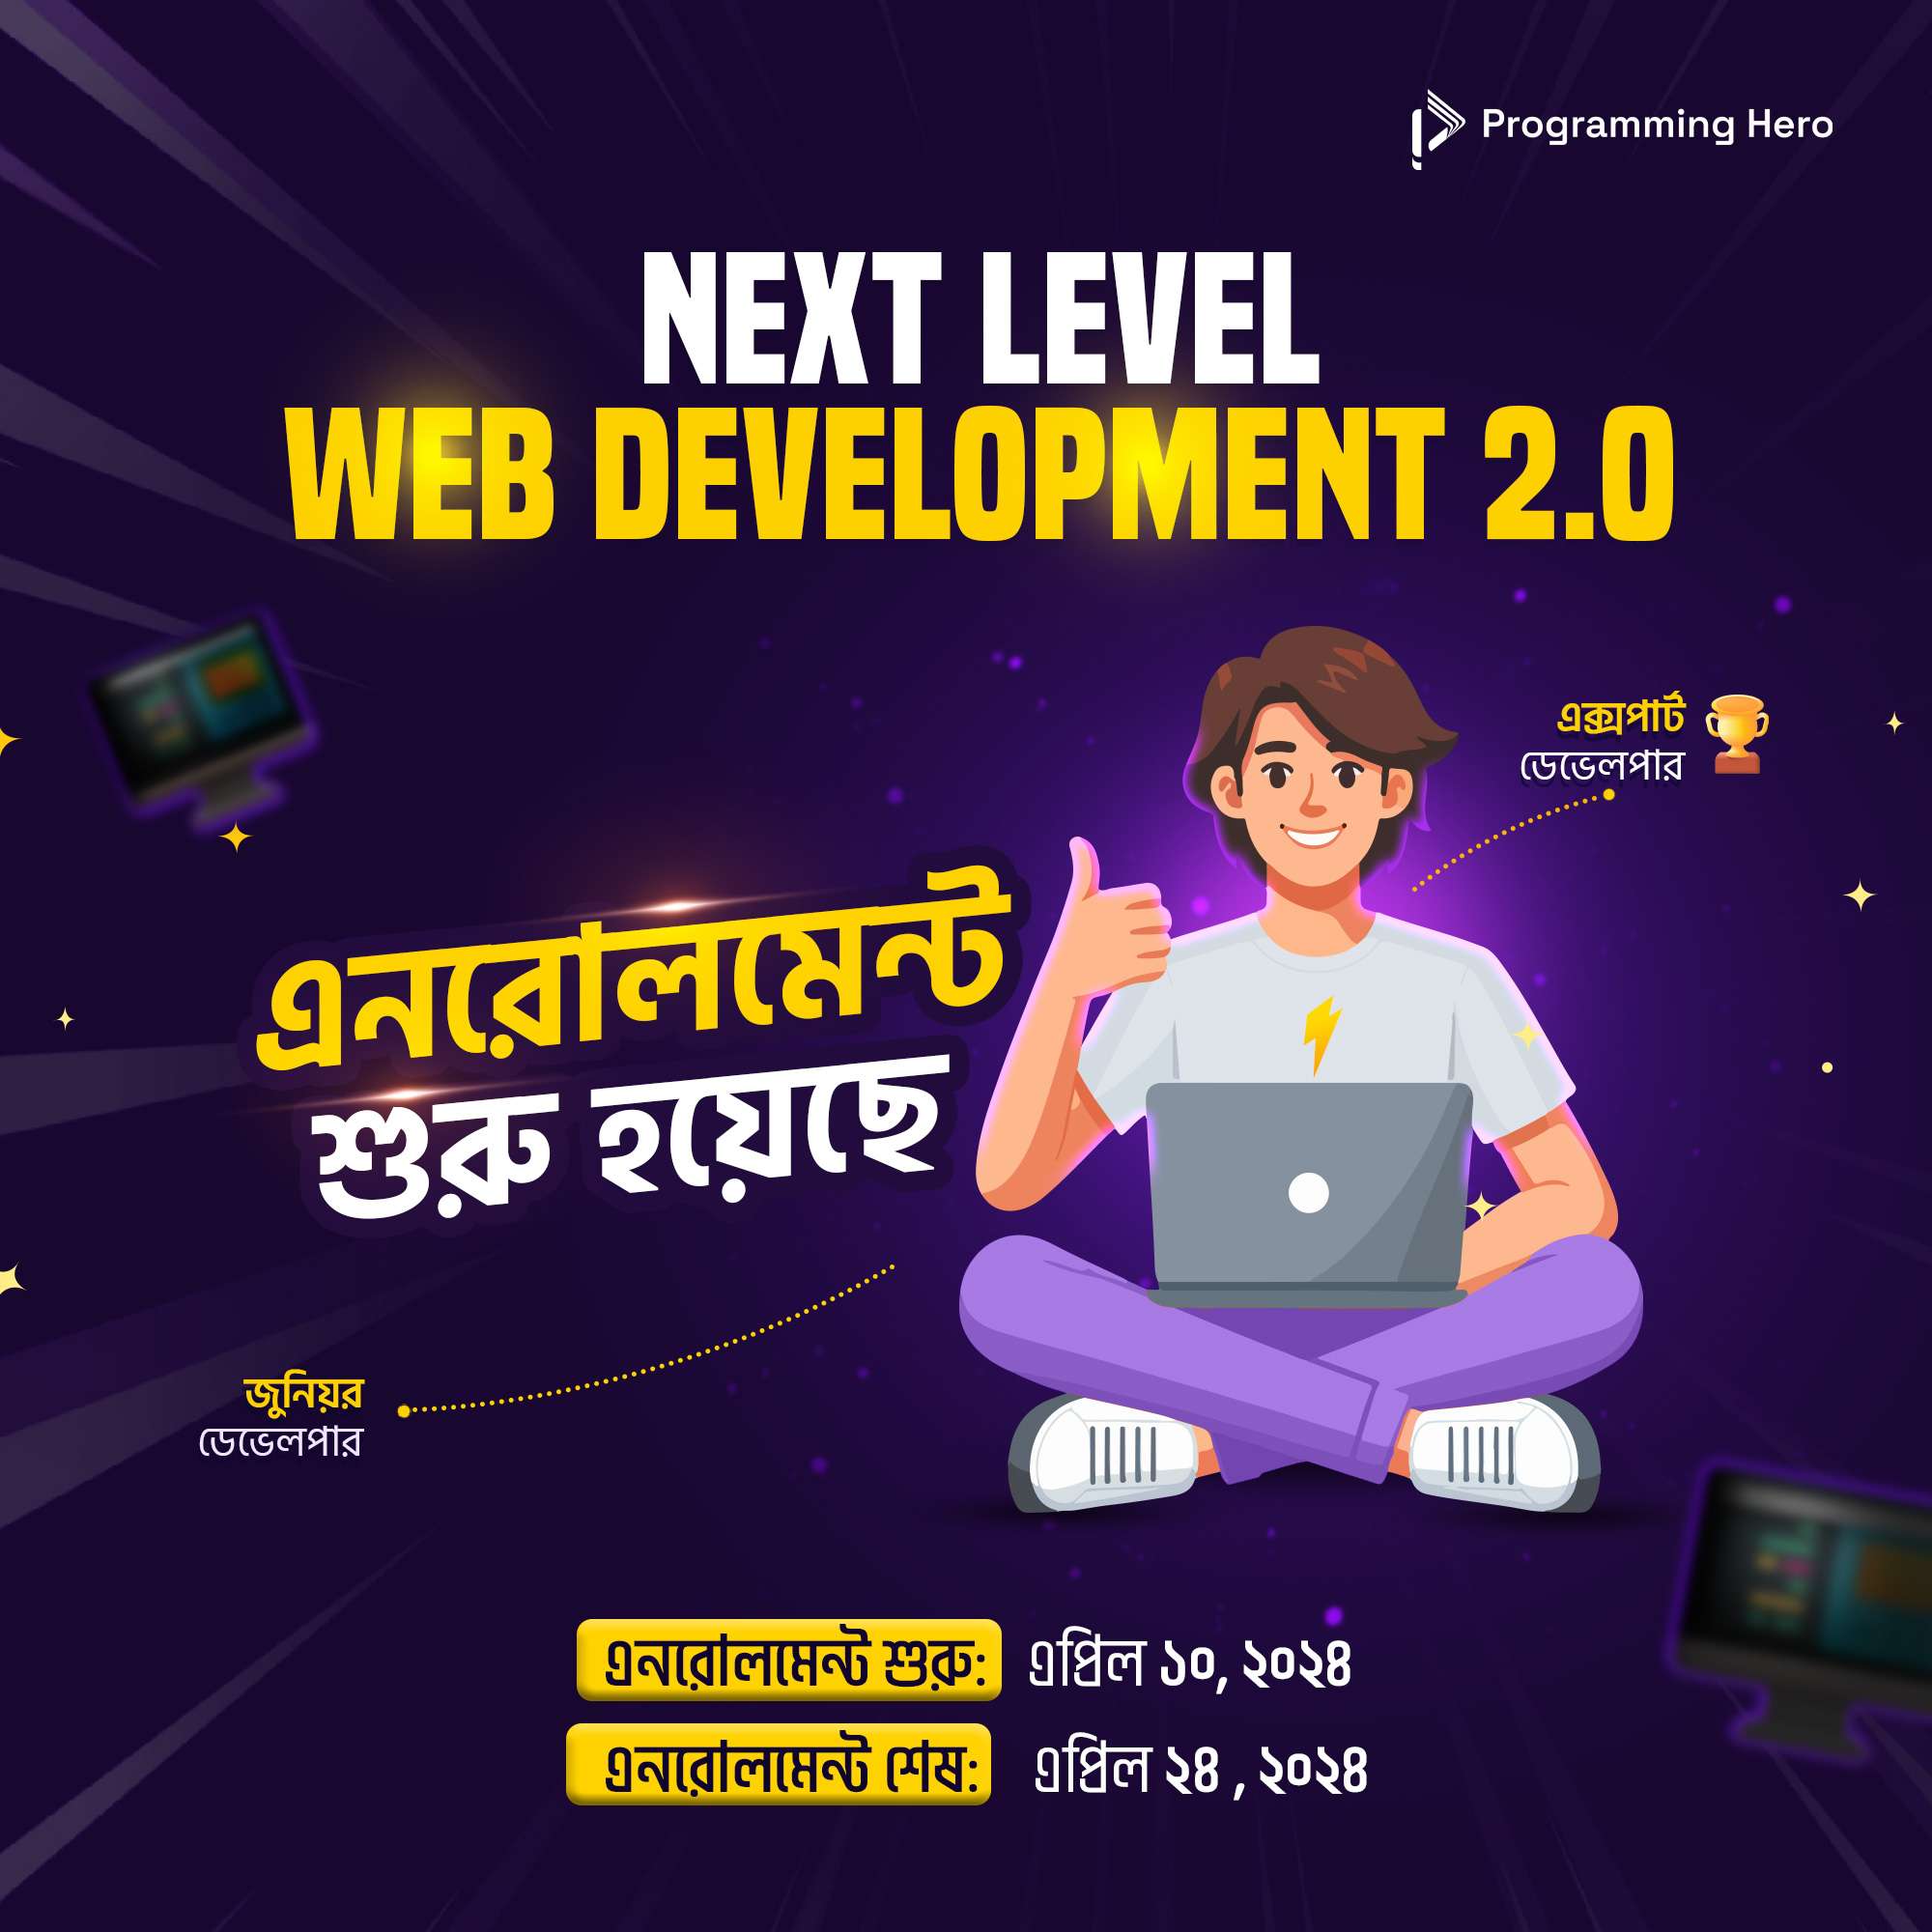 Programming Hero
NEXT LEVEL
WEB DEVELOPMENT 2.0
এক্সপার্ট
ডেভেলপার
এনরোলমেন্ট
শুরু হয়েছে
জুনিয়র
ডেভেলপার
এনরোলমেন্ট শুরু: এপ্রিল ১০, ২০২৪
এনরোলমেন্ট শেষ: এপ্রিল ২৪ , ২০২৪